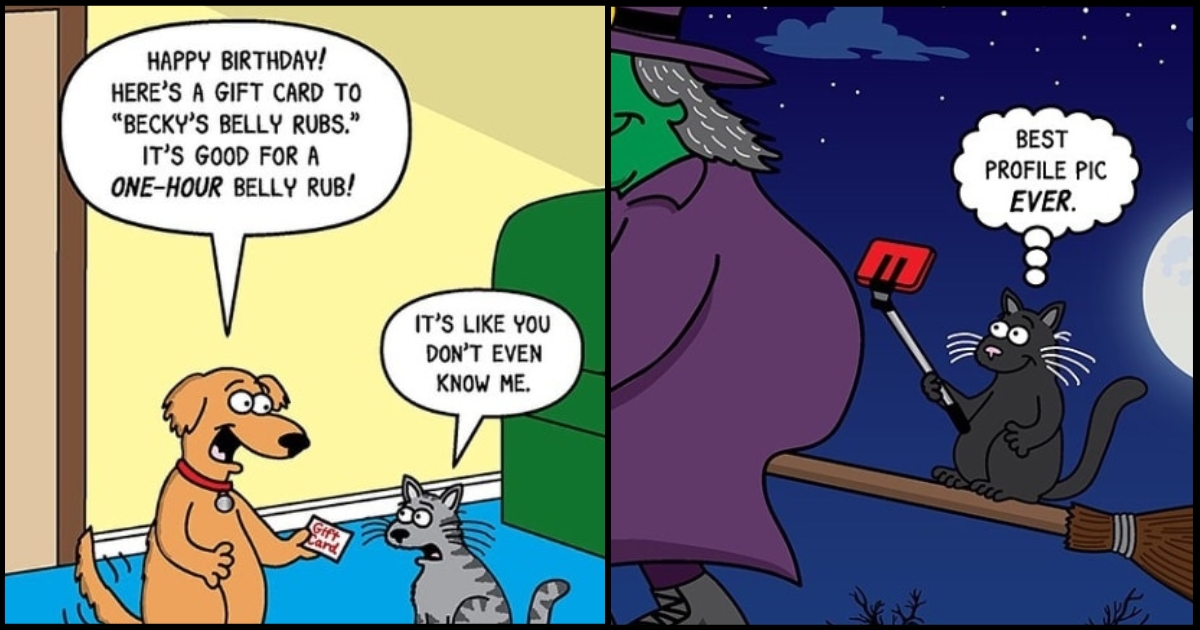 HAPPY BIRTHDAY!
HERE'S A GIFT CARD TO
"BECKY'S BELLY RUBS."
IT'S GOOD FOR A
ONE-HOUR BELLY RUB!
IT'S LIKE YOU
DON'T EVEN
KNOW ME.
Gift
Card
BEST
PROFILE PIC
EVER.